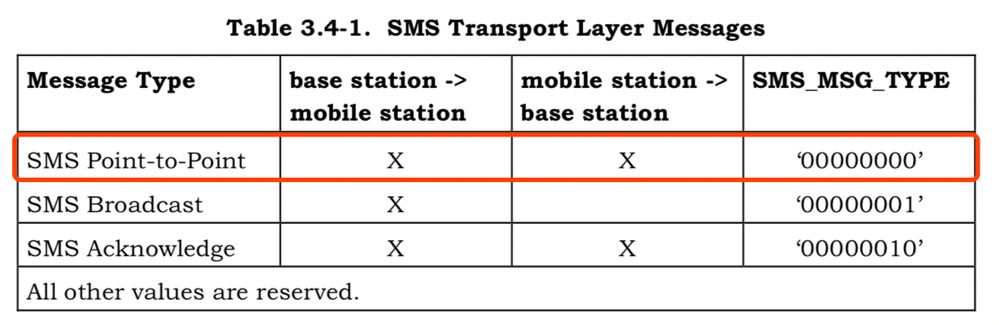 Table 3.4-1. SMS Transport Layer Messages
Message Type base station -> mobile station -> SMS_MSG_TYPE
mobile station base station
SMS Point-to-Point X X ‘00000000’
SMS Broadcast X ‘00000001’
SMS Acknowledge X X ‘00000010’
All other values are reserved.